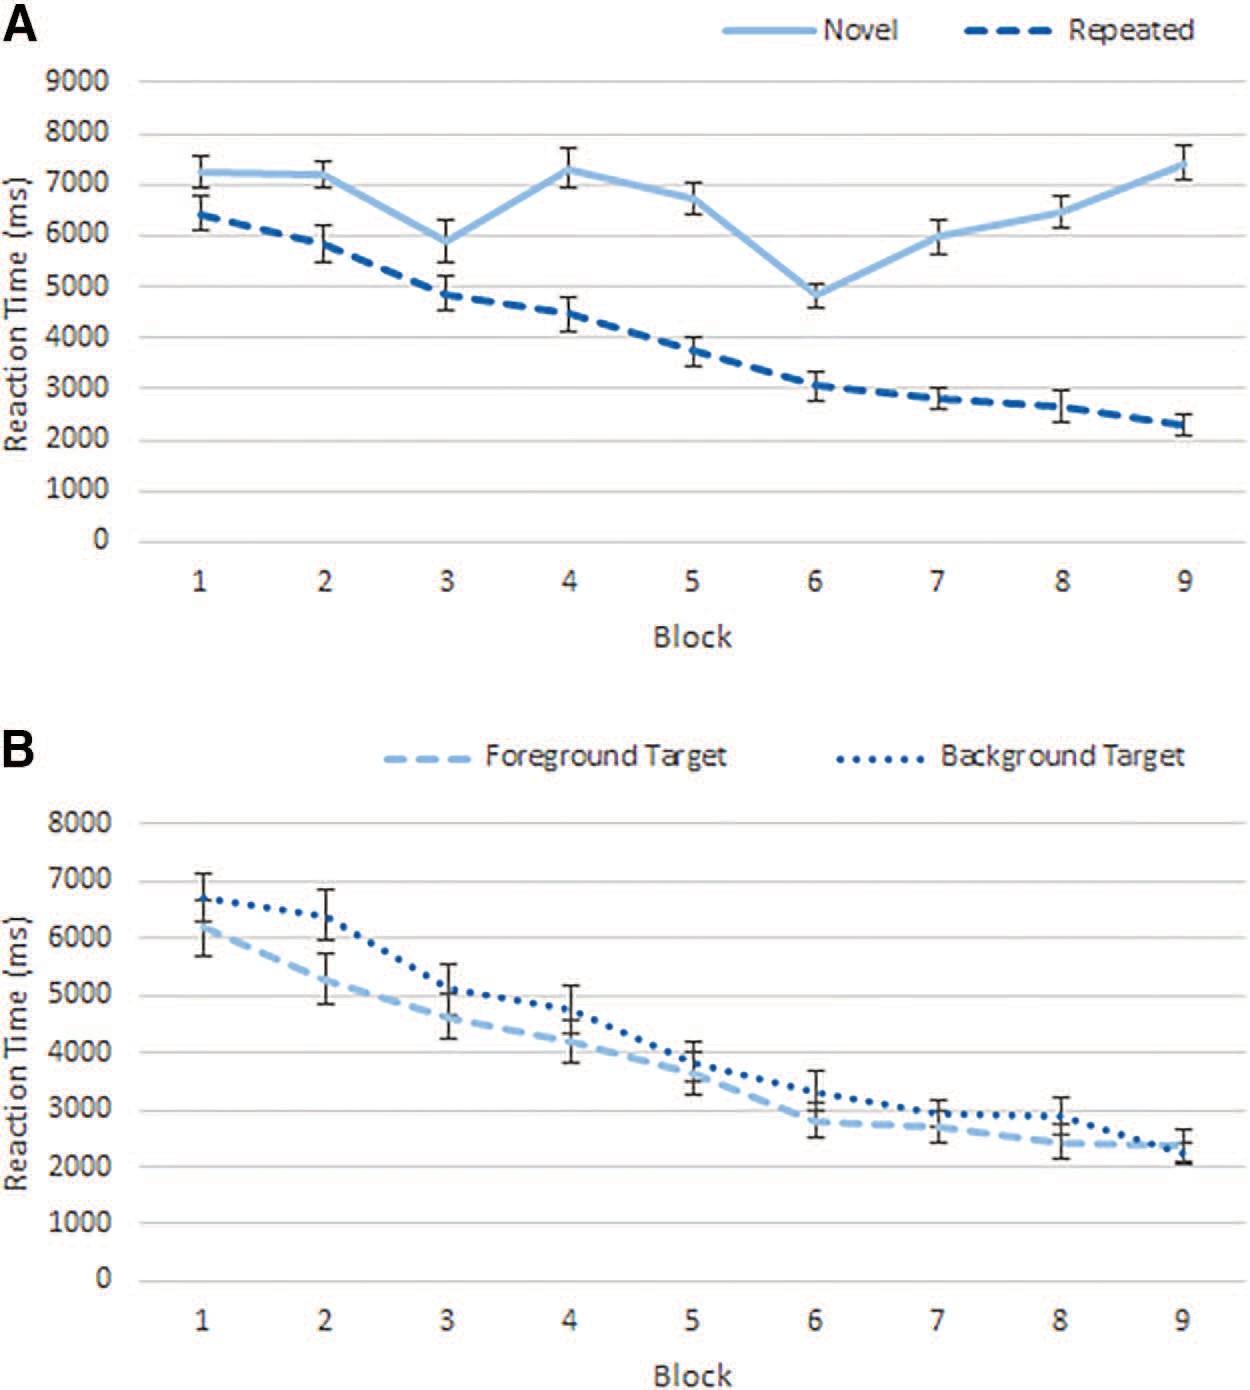 A
Novel Repeated
9000
8000
7000
6000
5000
4000
3000
2000
1000
0
Reaction Time (ms)
1 2 3 4 5 6 7 8 9
Block
B
Foreground Target Background Target
8000
7000
6000
5000
4000
3000
2000
1000
0
Reaction Time (ms)
1 2 3 4 5 6 7 8 9
Block